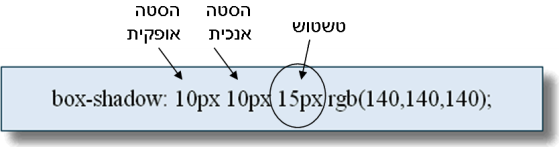 הסטה אופקית
הסטה אנכית
טשטוש
box-shadow: 10px 10px 15px rgb(140,140,140);